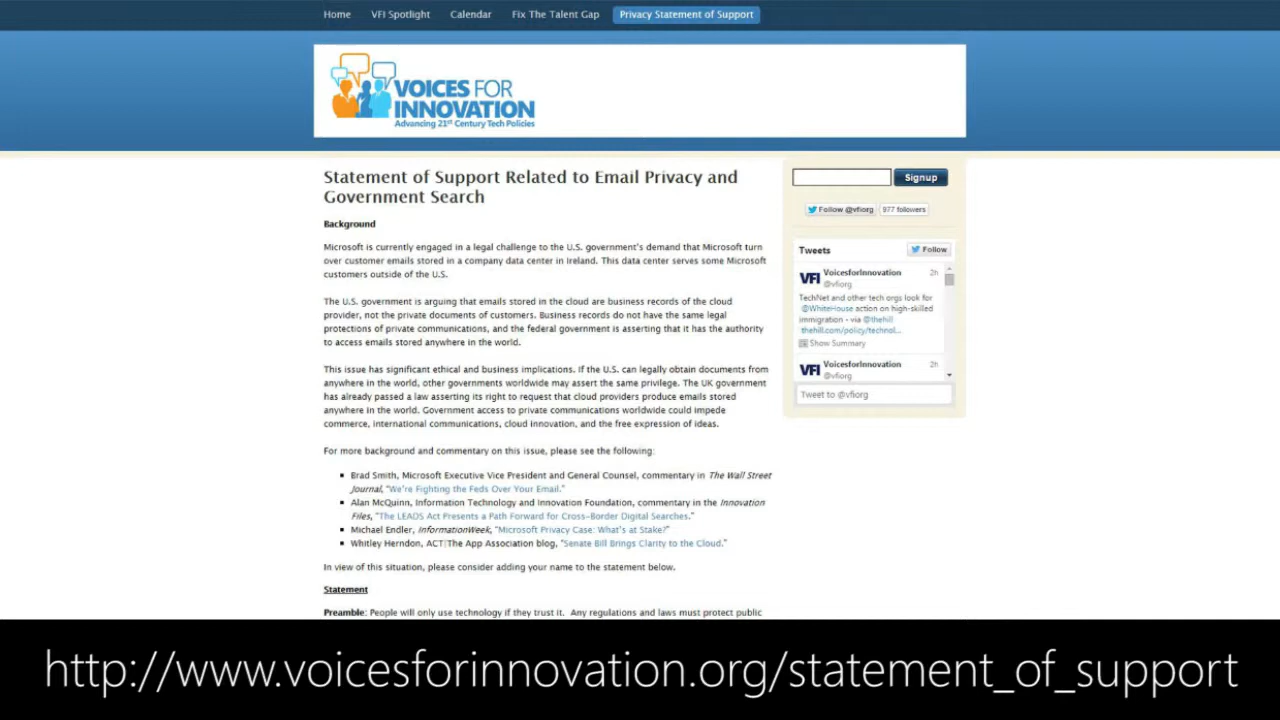 Home VFI Spotlight Calendar Fix The Talent Gap Privacy Statement of Support
VOICES FOR
INNOVATION
Advancing 21st Century Tech Policies
Statement of Support Related to Email Privacy and
Government Search
Background
Microsoft is currently engaged in a legal challenge to the U.S. government's demand that Microsoft turn
over customer emails stored in a company data center in Ireland. This data center serves some Microsoft
customers outside of the U.S.
The U.S. government is arguing that emails stored in the cloud are business records of the cloud
provider, not the private documents of customers. Business records do not have the same legal
protections of private communications, and the federal government is asserting that it has the authority
to access emails stored anywhere in the world.
This issue has significant ethical and business implications. If the U.S. can legally obtain documents from
anywhere in the world, other governments worldwide may assert the same privilege. The UK government
has already passed a law asserting its right to request that cloud providers produce emails stored
anywhere in the world. Government access to private communications worldwide could impede
commerce, international communications, cloud innovation, and the free expression of ideas.
For more background and commentary on this issue, please see the following:
Brad Smith, Microsoft Executive Vice President and General Counsel, commentary in The Wall Street
Journal, "We're Fighting the Feds Over Your Email."
Alan McQuinn, Information Technology and Innovation Foundation, commentary in the Innovation
Files, "The LEADS Act Presents a Path Forward for Cross-Border Digital Searches."
Michael Endler, InformationWeek, "Microsoft Privacy Case: What's at Stake?"
Whitley Herndon, ACT|The App Association blog, "Senate Bill Brings Clarity to the Cloud."
In view of this situation, please consider adding your name to the statement below.
Statement
Preamble: People will only use technology if they trust it. Any regulations and laws must protect public
Signup
Follow @vfiorg 977 followers
Tweets Follow
VFI VoicesforInnovation 2h
@vfiorg
TechNet and other tech orgs look for
@WhiteHouse action on high-skilled
immigration - via @thehill
thehill.com/policy/technol...
Show Summary
VFI VoicesforInnovation 2h
@vfiorg
Tweet to @vfiorg
http://www.voicesforinnovation.org/statement_of_support